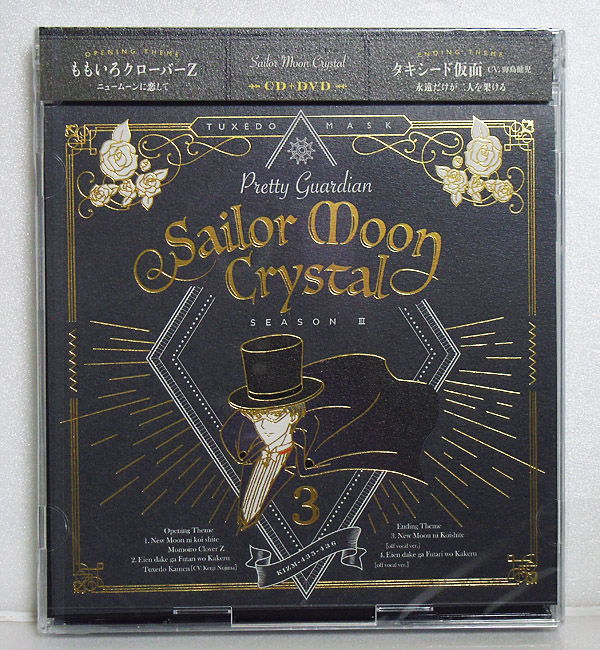 OPENING THEME
ももいろクローバーZ
ニュームーンに恋して
Sailor Moon Crystal
CD+DVD
ENDING THEME
タキシード仮面 CV.野島健児
永遠だけが二人を架ける
TUXEDO MASK
Pretty Guardian
Sailor Moon
Crystal
SEASON III
3
Opening Theme
1. New Moon ni koi shite
Momoiro Clover Z
2. Eien dake ga Futari wo Kakeru
Tuxedo Kamen [CV. Kenji Nojima]
Ending Theme
3. New Moon ni Koishite
[off vocal ver.]
4. Eien dake ga Futari wo Kakeru
[off vocal ver.]
KIZM-435-436